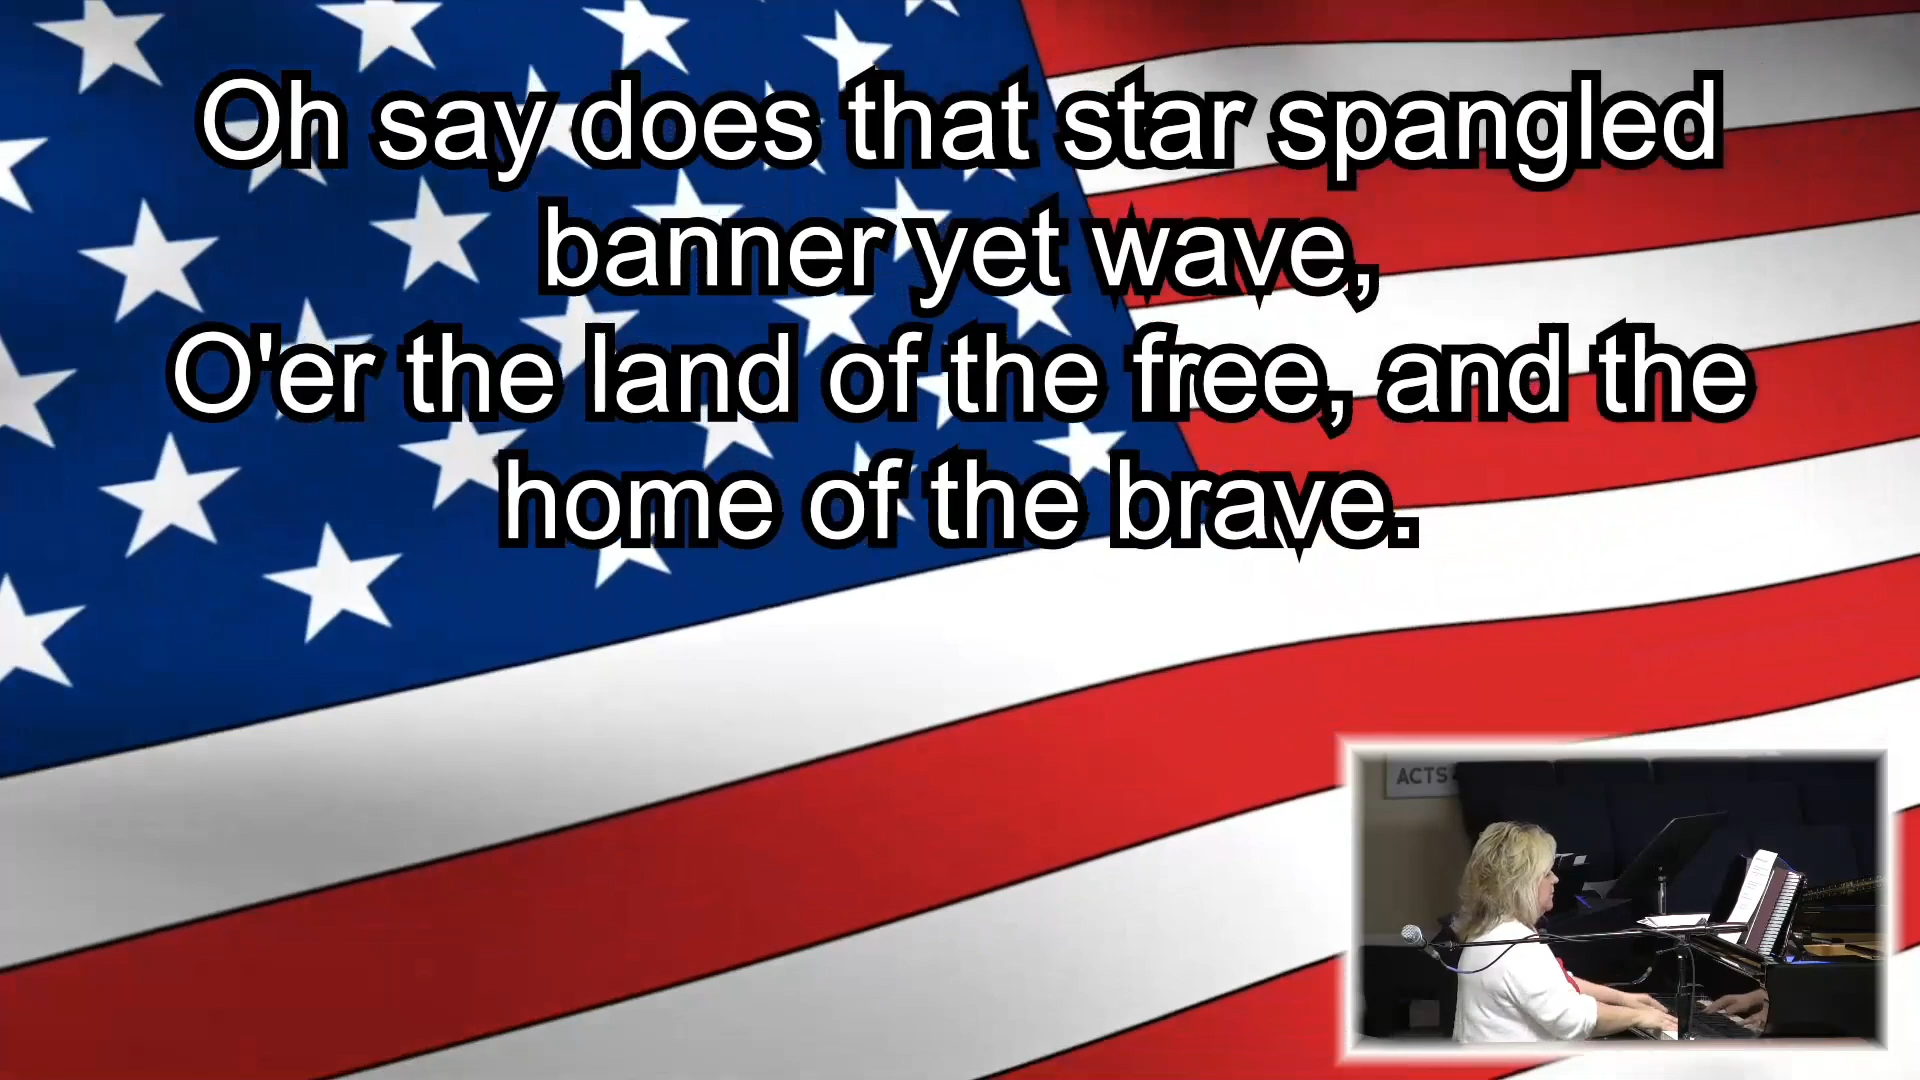 Oh say does that star spangled
banner yet wave,
O'er the land of the free, and the
home of the brave.
ACTS